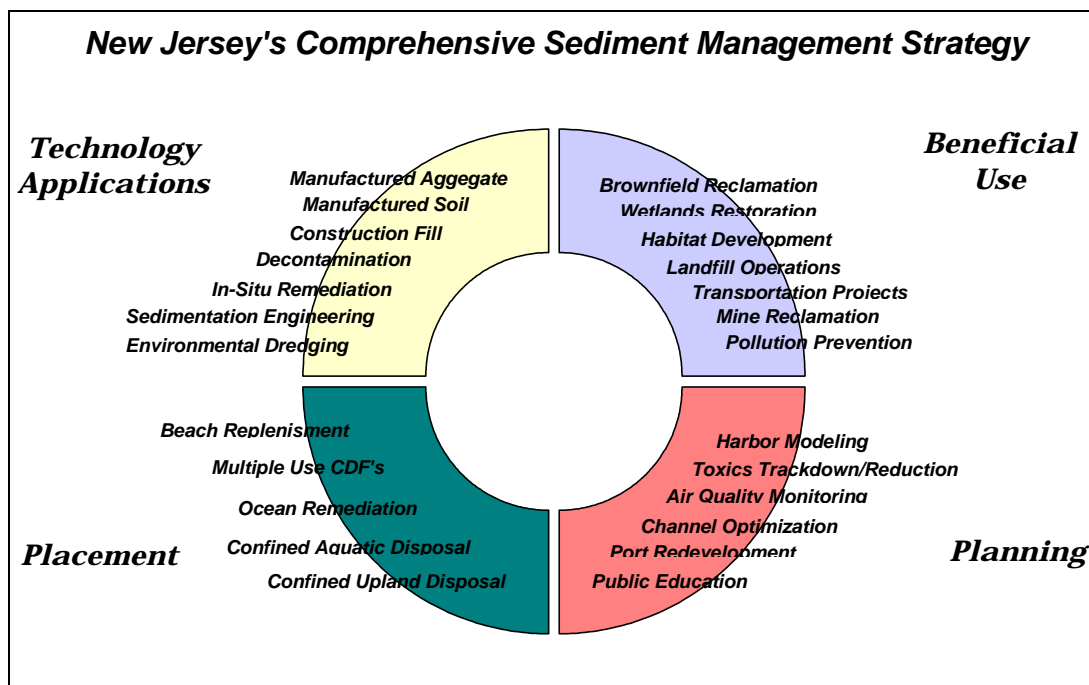 New Jersey's Comprehensive Sediment Management Strategy
Technology
Applications
Manufactured Aggegate
Manufactured Soil
Construction Fill
Decontamination
In-Situ Remediation
Sedimentation Engineering
Environmental Dredging
Beneficial
Use
Brownfield Reclamation
Wetlands Restoration
Habitat Development
Landfill Operations
Transportation Projects
Mine Reclamation
Pollution Prevention
Placement
Beach Replenisment
Multiple Use CDF's
Ocean Remediation
Confined Aquatic Disposal
Confined Upland Disposal
Planning
Harbor Modeling
Toxics Trackdown/Reduction
Air Quality Monitoring
Channel Optimization
Port Redevelopment
Public Education